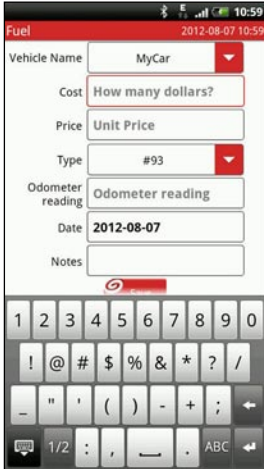 E 10:59
Fuel 2012-08-07 10:59
Vehicle Name MyCar
Cost How many dollars?
Price Unit Price
Type #93
Odometer reading Odometer reading
Date 2012-08-07
Notes
1 2 3 4 5 6 7 8 9 0
! @ # $ % & * ? /
_ " ' ( ) - + ;
1/2 : , . ABC